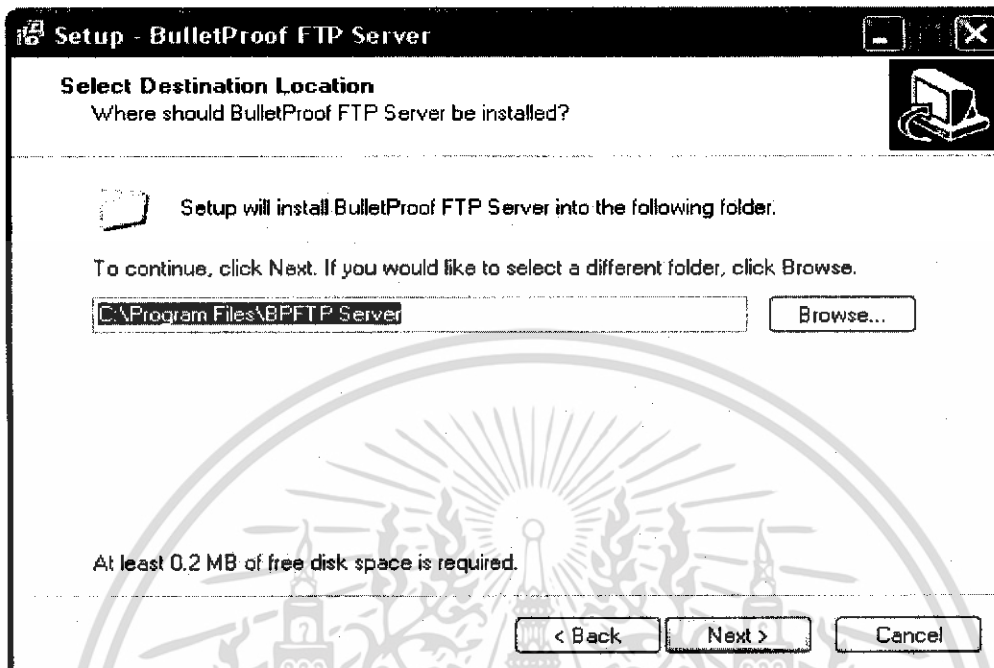 Setup - BulletProof FTP Server
Select Destination Location
Where should BulletProof FTP Server be installed?
Setup will install BulletProof FTP Server into the following folder.
To continue, click Next. If you would like to select a different folder, click Browse.
C:\Program Files\BPFTP Server
Browse...
At least 0.2 MB of free disk space is required.
< Back
Next >
Cancel